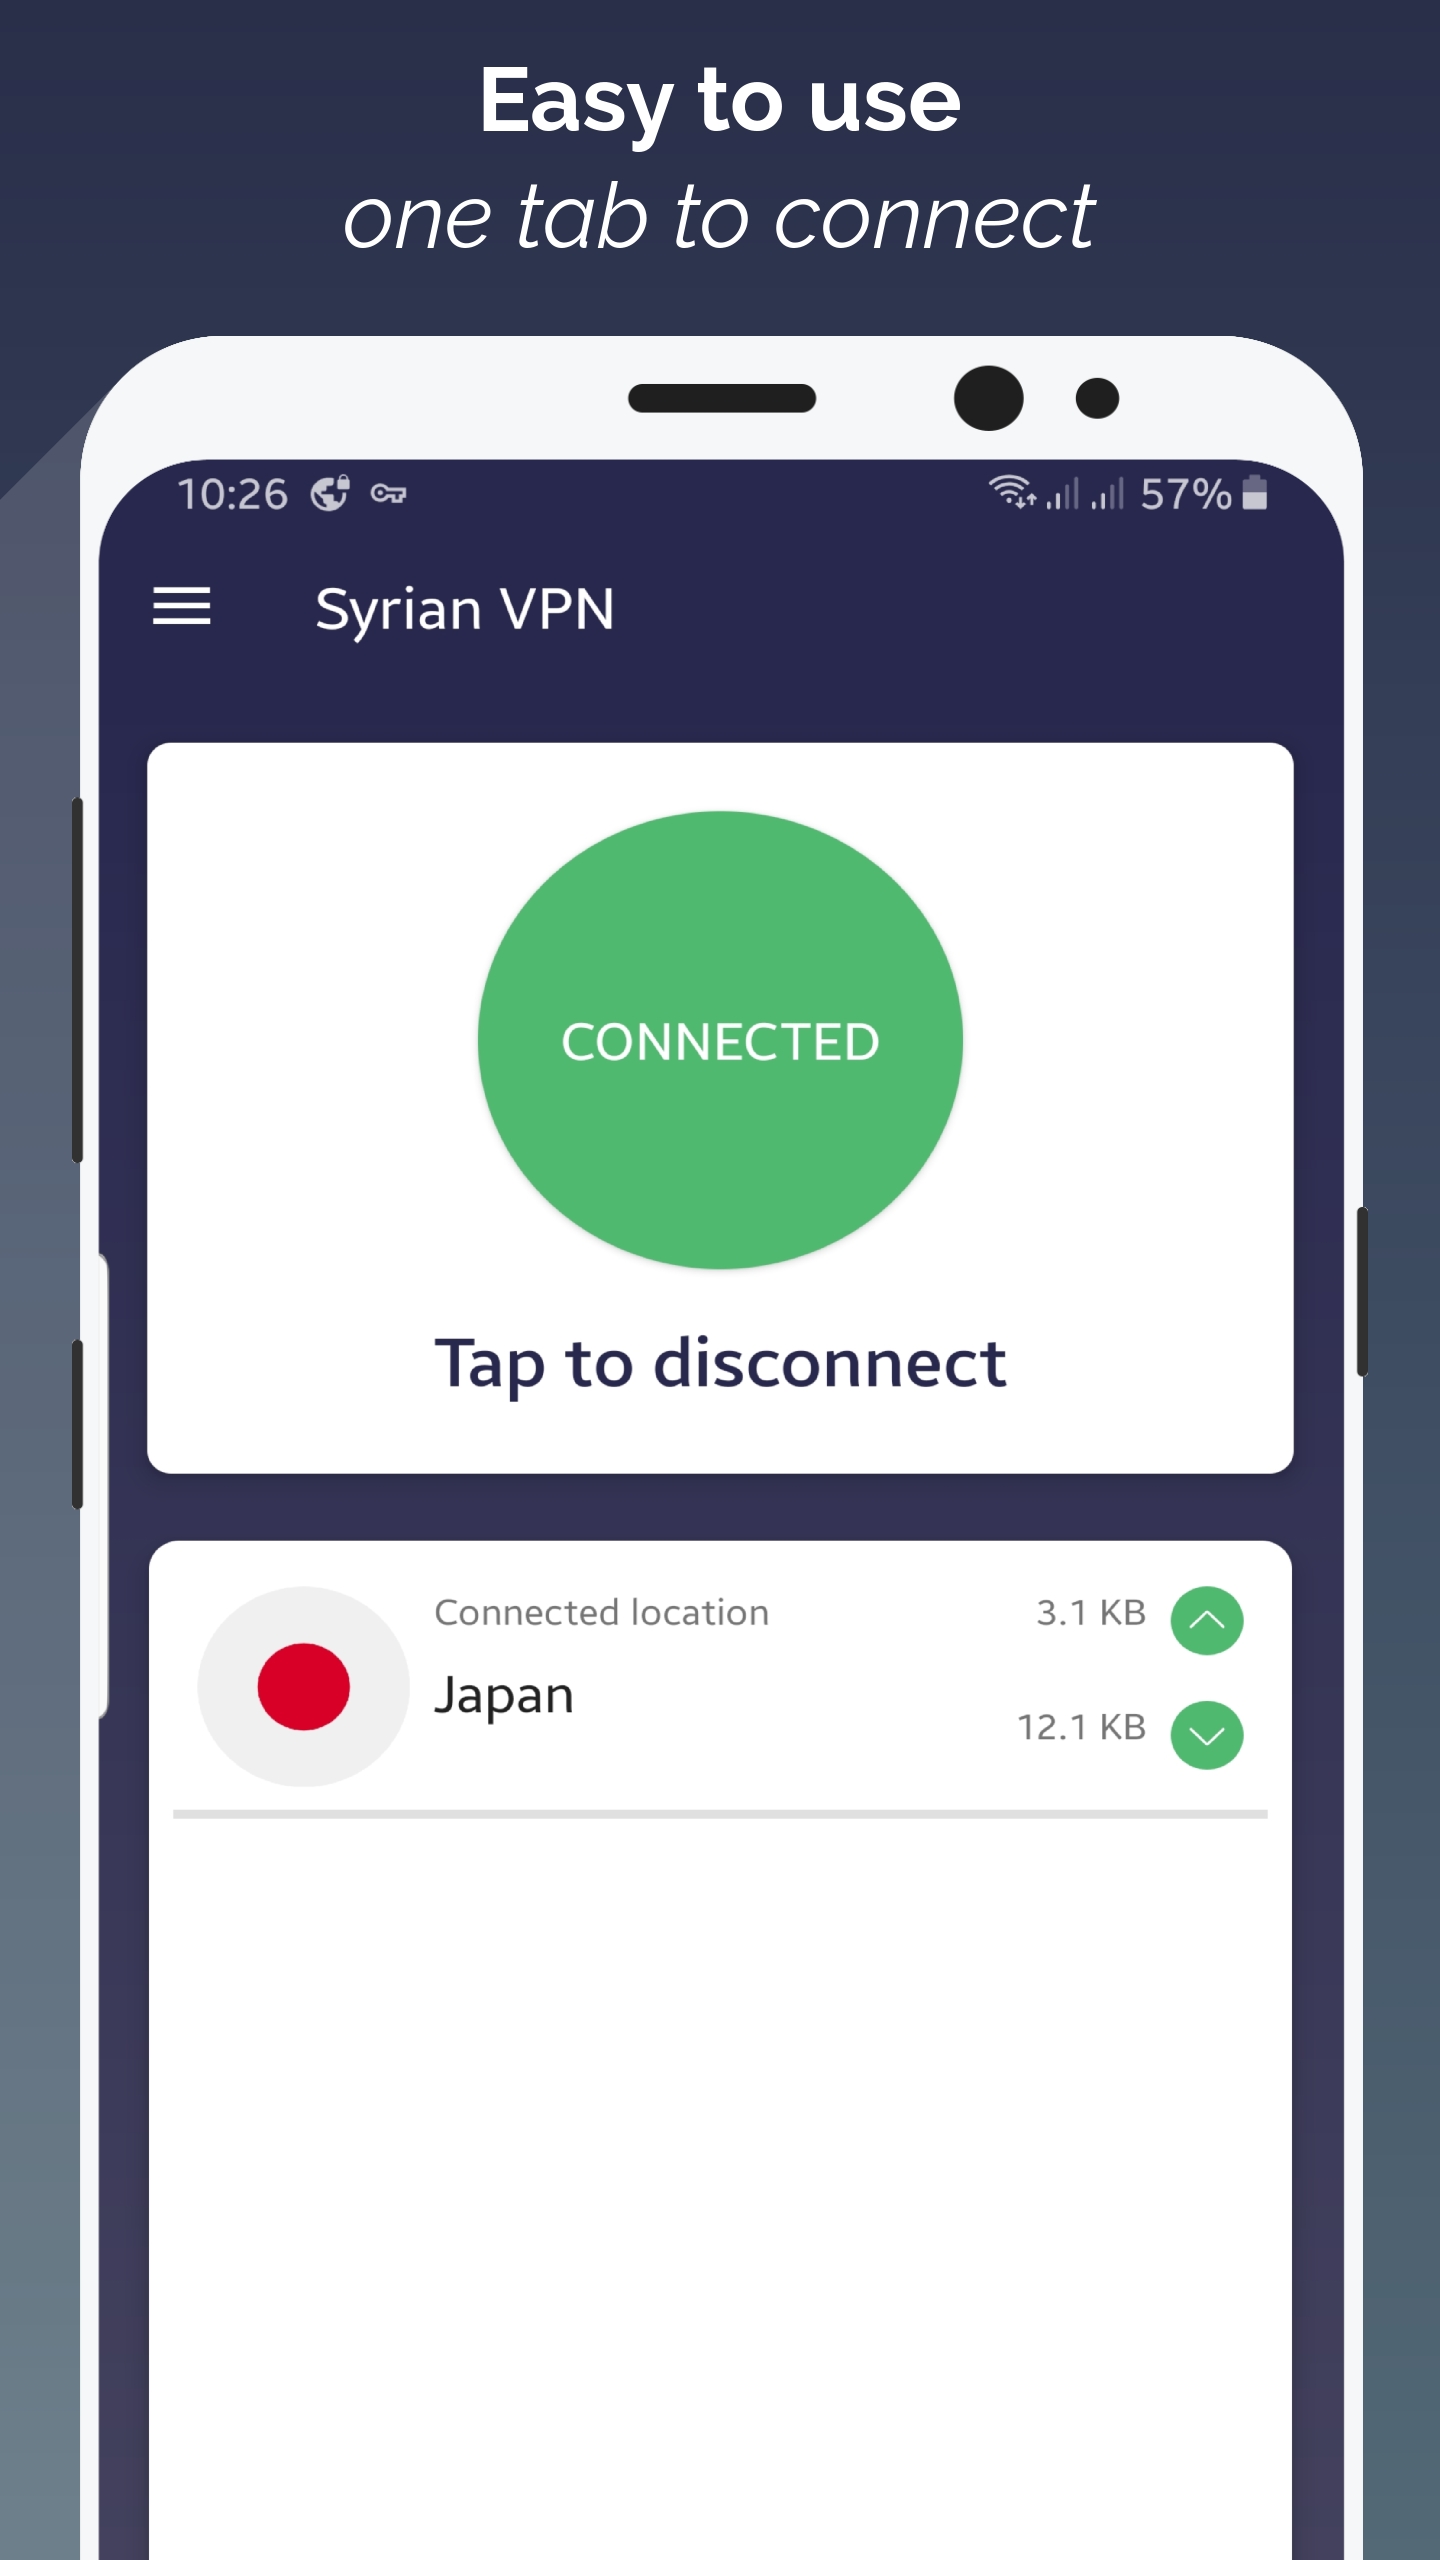 Easy to use
one tab to connect
10:26
57%
Syrian VPN
CONNECTED
Tap to disconnect
Connected location
3.1 KB
Japan
12.1 KB